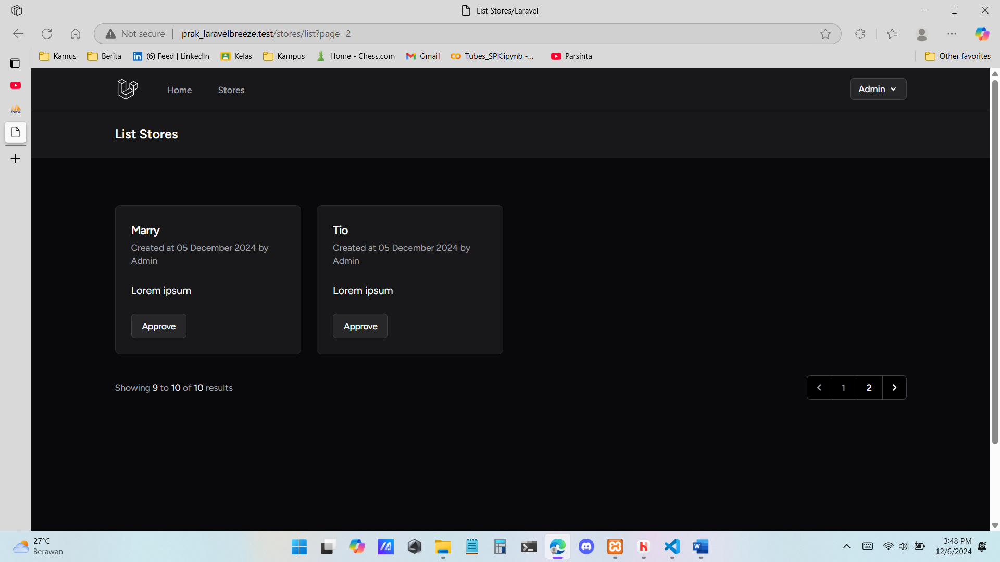 List Stores/Laravel
Not secure
prak_laravelbreeze.test/stores/list?page=2
Kamus
Berita
(6) Feed | LinkedIn
Kelas
Kampus
Home - Chess.com
Gmail
Tubes_SPK.ipynb -...
Parsinta
Other favorites
PMA
Home
Stores
Admin
List Stores
Marry
Created at 05 December 2024 by
Admin
Lorem ipsum
Approve
Tio
Created at 05 December 2024 by
Admin
Lorem ipsum
Approve
Showing 9 to 10 of 10 results
1
2
27°C
Berawan
3:48 PM
12/6/2024